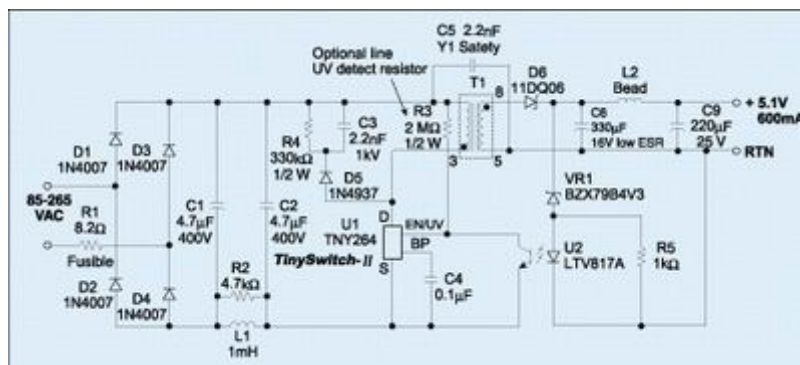 C5 2.2nF
Y1 Satety
Optional line
UV detect resistor
T1
8
D6
11DQ06
L2
Bead
+ 5.1V
600mA
RTN
D1
1N4007
D3
1N4007
R4
330kΩ
1/2 W
C3
2.2nF
1kV
R3
2 MΩ
1/2 W
3
5
C8
330µF
16V low ESR
C9
220µF
25 V
D5
1N4937
VR1
BZX79B4V3
85-265
VAC
R1
8.2Ω
Fusible
C1
4.7µF
400V
C2
4.7µF
400V
U1
TNY264
TinySwitch-II
D
S
EN/UV
BP
C4
0.1µF
U2
LTV817A
R5
1kΩ
R2
4.7kΩ
D2
1N4007
D4
1N4007
L1
1mH